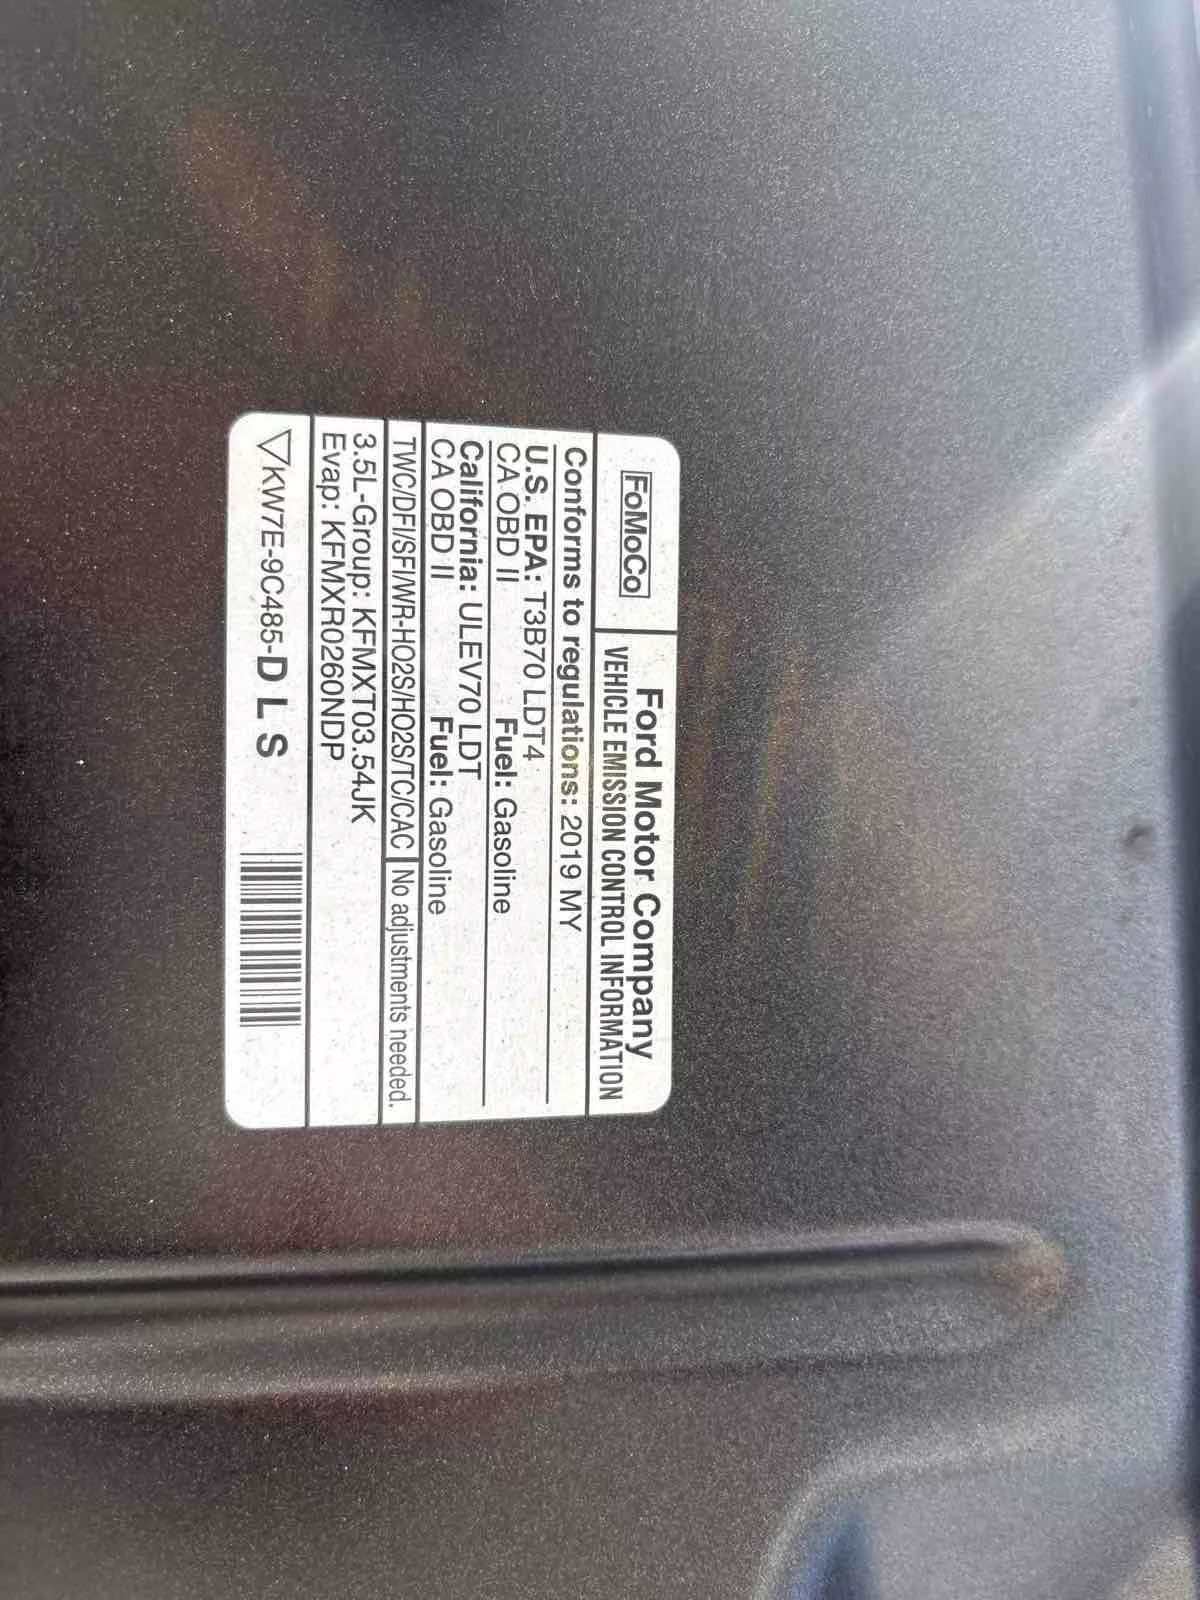 FoMoCo
Ford Motor Company
VEHICLE EMISSION CONTROL INFORMATION
Conforms to regulations: 2019 MY
U.S. EPA: T3B70 LDT4 Fuel: Gasoline
CA OBD II
California: ULEV70 LDT Fuel: Gasoline
CA OBD II
TWC/DFI/SFI/WR-HO2S/HO2S/TC/CAC No adjustments needed.
3.5L-Group: KFMXT03.54JK
Evap: KFMXR0260NDP
KW7E-9C485-D L S